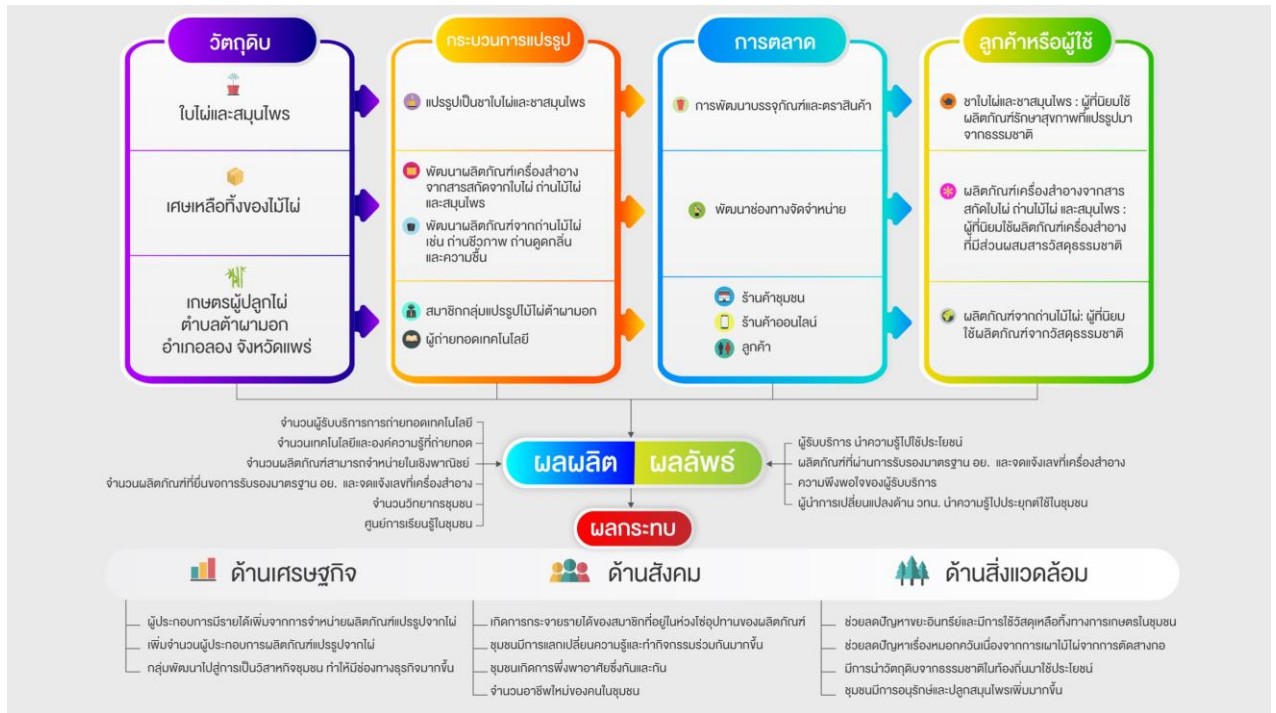 วัตถุดิบ
ใบไผ่และสมุนไพร
เศษเหลือทิ้งของไม้ไผ่
เกษตรผู้ปลูกไผ่
ตำบลต้าผามอก
อำเภอลอง จังหวัดแพร่
กระบวนการแปรรูป
แปรรูปเป็นชาใบไผ่และชาสมุนไพร
พัฒนาผลิตภัณฑ์เครื่องสำอาง
จากสารสกัดจากใบไผ่ ถ่านไม้ไผ่
และสมุนไพร
พัฒนาผลิตภัณฑ์จากถ่านไม้ไผ่
เช่น ถ่านชีวภาพ ถ่านดูดกลิ่น
และความชื้น
สมาชิกกลุ่มแปรรูปไม้ไผ่ต้าผามอก
ผู้ถ่ายทอดเทคโนโลยี
การตลาด
การพัฒนาบรรจุภัณฑ์และตราสินค้า
พัฒนาช่องทางจัดจำหน่าย
ร้านค้าชุมชน
ร้านค้าออนไลน์
ลูกค้า
ลูกค้าหรือผู้ใช้
ชาใบไผ่และชาสมุนไพร : ผู้ที่นิยมใช้
ผลิตภัณฑ์รักษาสุขภาพที่แปรรูปมา
จากธรรมชาติ
ผลิตภัณฑ์เครื่องสำอางจากสาร
สกัดใบไผ่ ถ่านไม้ไผ่ และสมุนไพร :
ผู้ที่นิยมใช้ผลิตภัณฑ์เครื่องสำอาง
ที่มีส่วนผสมสารวัสดุธรรมชาติ
ผลิตภัณฑ์จากถ่านไม้ไผ่: ผู้ที่นิยม
ใช้ผลิตภัณฑ์จากวัสดุธรรมชาติ
จำนวนผู้รับบริการการถ่ายทอดเทคโนโลยี
จำนวนเทคโนโลยีและองค์ความรู้ที่ถ่ายทอด
จำนวนผลิตภัณฑ์สามารถจำหน่ายในเชิงพาณิชย์
จำนวนผลิตภัณฑ์ที่ยื่นขอการรับรองมาตรฐาน อย. และจดแจ้งเลขที่เครื่องสำอาง
จำนวนวิทยากรชุมชน
ศูนย์การเรียนรู้ในชุมชน
ผลผลิต ผลลัพธ์
ผู้รับบริการ นำความรู้ไปใช้ประโยชน์
ผลิตภัณฑ์ที่ผ่านการรับรองมาตรฐาน อย. และจดแจ้งเลขที่เครื่องสำอาง
ความพึงพอใจของผู้รับบริการ
ผู้นำการเปลี่ยนแปลงด้าน วทน. นำความรู้ไปประยุกต์ใช้ในชุมชน
ผลกระทบ
ด้านเศรษฐกิจ
ผู้ประกอบการมีรายได้เพิ่มจากการจำหน่ายผลิตภัณฑ์แปรรูปจากไผ่
เพิ่มจำนวนผู้ประกอบการผลิตภัณฑ์แปรรูปจากไผ่
กลุ่มพัฒนาไปสู่การเป็นวิสาหกิจชุมชน ทำให้มีช่องทางธุรกิจมากขึ้น
ด้านสังคม
เกิดการกระจายรายได้ของสมาชิกที่อยู่ในห่วงโซ่อุปทานของผลิตภัณฑ์
ชุมชนมีการแลกเปลี่ยนความรู้และทำกิจกรรมร่วมกันมากขึ้น
ชุมชนเกิดการพึ่งพาอาศัยซึ่งกันและกัน
จำนวนอาชีพใหม่ของคนในชุมชน
ด้านสิ่งแวดล้อม
ช่วยลดปัญหาขยะอินทรีย์และมีการใช้วัสดุเหลือทิ้งทางการเกษตรในชุมชน
ช่วยลดปัญหาเรื่องหมอกควันเนื่องจากการเผาไม้ไผ่จากการตัดสางกอ
มีการนำวัตถุดิบจากธรรมชาติในท้องถิ่นมาใช้ประโยชน์
ชุมชนมีการอนุรักษ์และปลูกสมุนไพรเพิ่มมากขึ้น